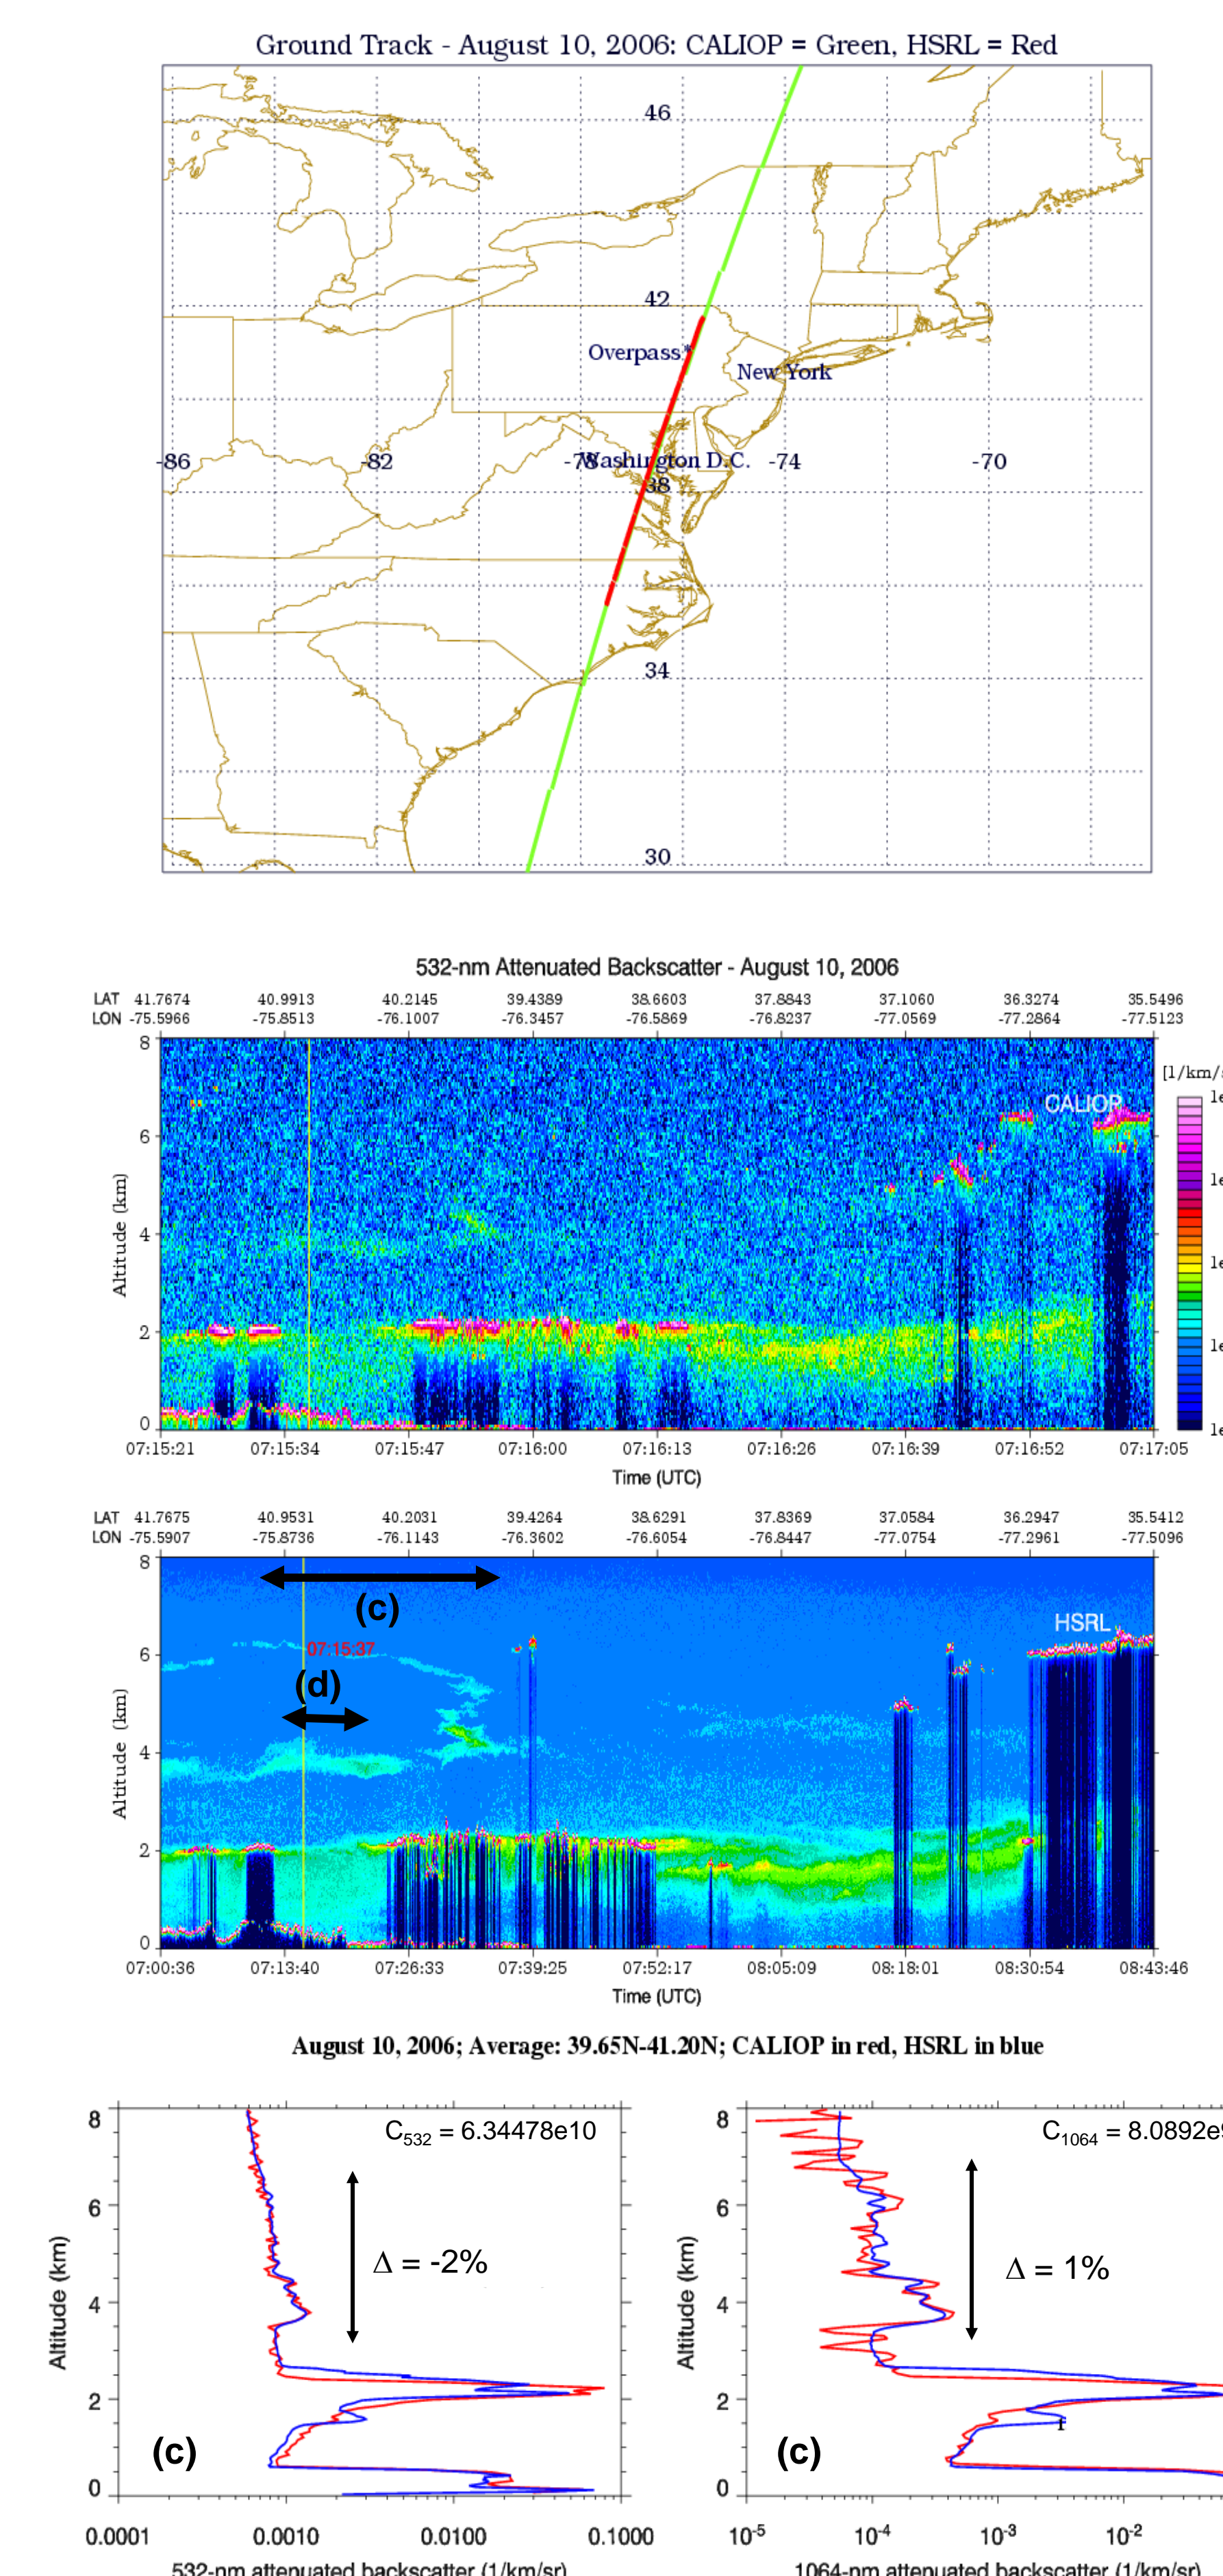 Ground Track - August 10, 2006: CALIOP = Green, HSRL = Red
46
42
Overpass*
New York
-86 -82 -78 Washington D.C. -74 -70
38
34
30
532-nm Attenuated Backscatter - August 10, 2006
LAT 41.7674 40.9913 40.2145 39.4389 38.6603 37.8843 37.1060 36.3274 35.5496
LON -75.5966 -75.8513 -76.1007 -76.3457 -76.5869 -76.8237 -77.0569 -77.2864 -77.5123
[1/km/s
CALIOP
8
6
4
2
0
Altitude (km)
1e
1e
1e
1e
1e
07:15:21 07:15:34 07:15:47 07:16:00 07:16:13 07:16:26 07:16:39 07:16:52 07:17:05
Time (UTC)
LAT 41.7675 40.9531 40.2031 39.4264 38.6291 37.8369 37.0584 36.2947 35.5412
LON -75.5907 -75.8736 -76.1143 -76.3602 -76.6054 -76.8447 -77.0754 -77.2961 -77.5096
(c)
HSRL
07:15:37
(d)
8
6
4
2
0
Altitude (km)
07:00:36 07:13:40 07:26:33 07:39:25 07:52:17 08:05:09 08:18:01 08:30:54 08:43:46
Time (UTC)
August 10, 2006; Average: 39.65N-41.20N; CALIOP in red, HSRL in blue
C532 = 6.34478e10
Δ = -2%
(c)
8
6
4
2
0
Altitude (km)
0.0001 0.0010 0.0100 0.1000
532-nm attenuated backscatter (1/km/sr)
C1064 = 8.0892e9
Δ = 1%
(c)
8
6
4
2
0
Altitude (km)
10-5 10-4 10-3 10-2
1064-nm attenuated backscatter (1/km/sr)